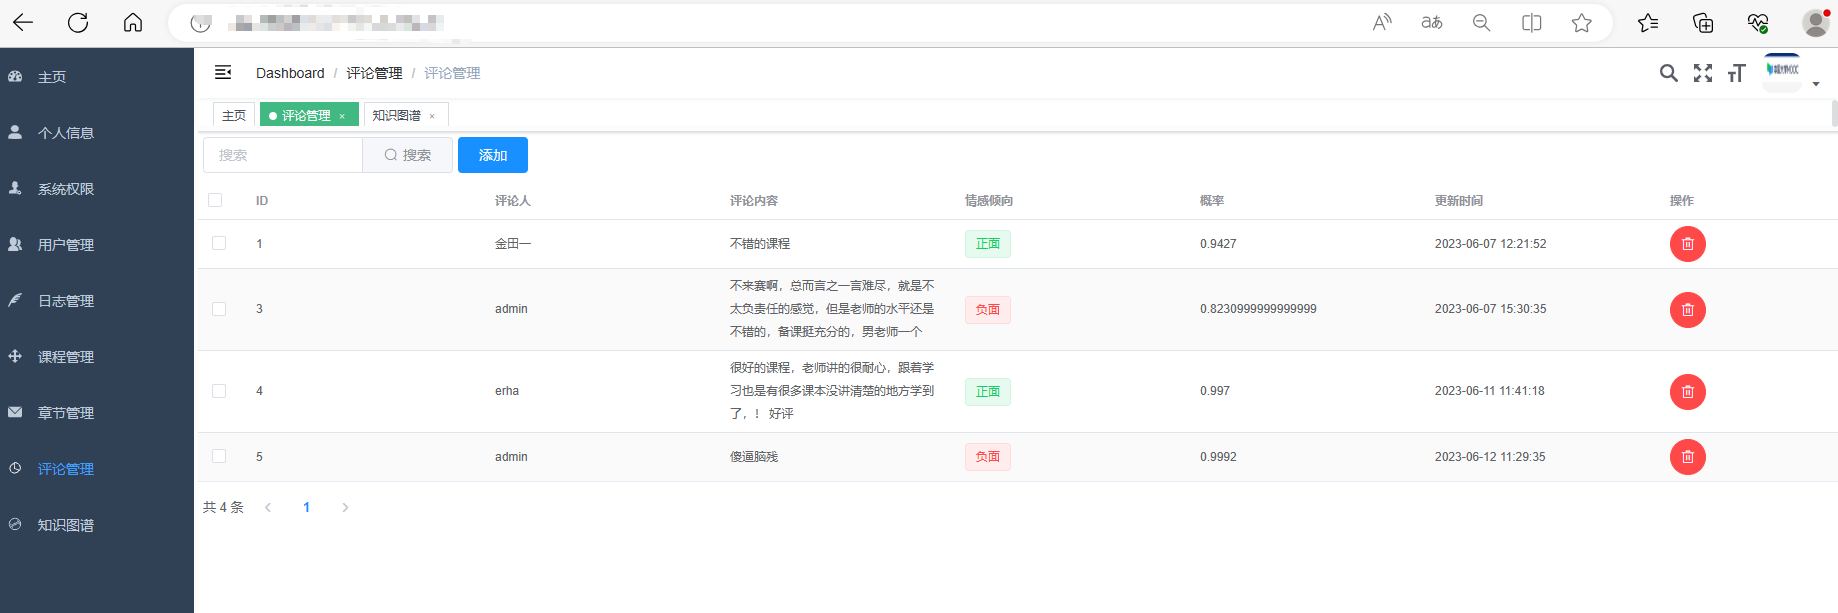 aあ
主页
个人信息
系统权限
用户管理
日志管理
课程管理
章节管理
评论管理
知识图谱
Dashboard / 评论管理 / 评论管理
主页 评论管理 × 知识图谱 ×
搜索 搜索 添加
ID 评论人 评论内容 情感倾向 概率 更新时间 操作
1 金田一 不错的课程 正面 0.9427 2023-06-07 12:21:52
不来赛啊，总而言之一言难尽，就是不
3 admin 太负责任的感觉，但是老师的水平还是 负面 0.8230999999999999 2023-06-07 15:30:35
不错的，备课挺充分的，男老师一个
很好的课程，老师讲的很耐心，跟着学
4 erha 习也是有很多课本没讲清楚的地方学到 正面 0.997 2023-06-11 11:41:18
了，！ 好评
5 admin 傻逼脑残 负面 0.9992 2023-06-12 11:29:35
共 4 条 1